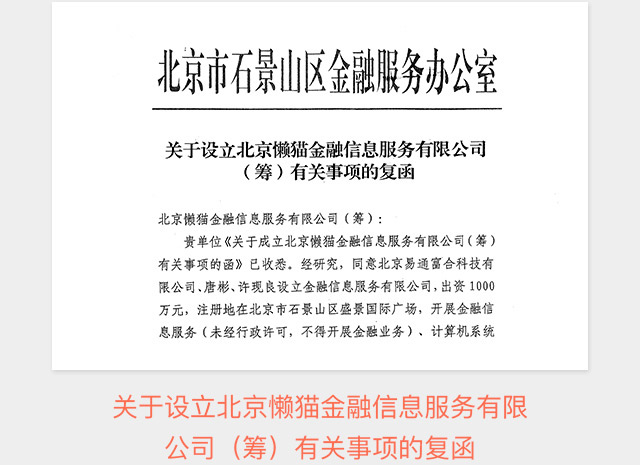 北京市石景山区金融服务办公室
关于设立北京懒猫金融信息服务有限公司
（筹）有关事项的复函
北京懒猫金融信息服务有限公司（筹）：
贵单位《关于成立北京懒猫金融信息服务有限公司（筹）
有关事项的函》已收悉。经研究，同意北京易通富合科技有
限公司、唐彬、许现良设立金融信息服务有限公司，出资1000
万元，注册地在北京市石景山区盛景国际广场，开展金融信
息服务（未经行政许可，不得开展金融业务）、计算机系统
关于设立北京懒猫金融信息服务有限
公司（筹）有关事项的复函